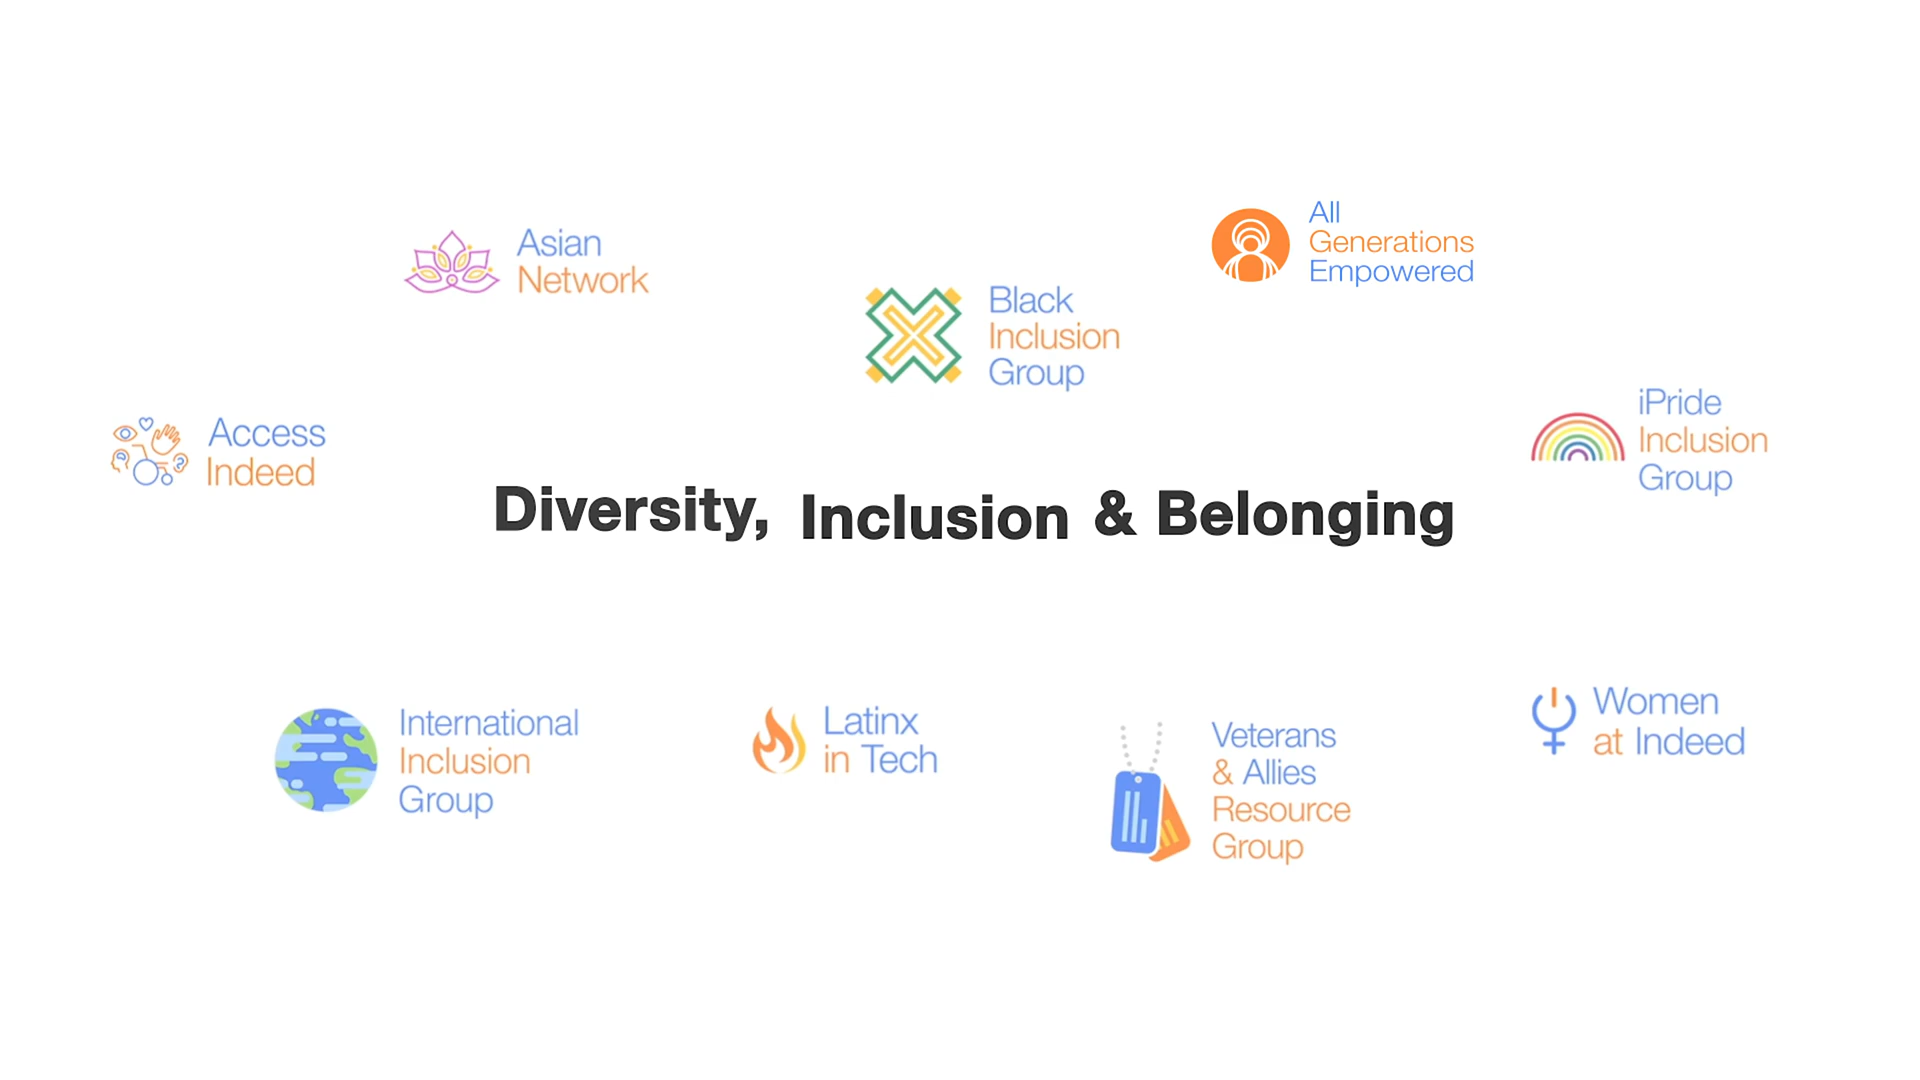 Asian
Network
Black
Inclusion
Group
All
Generations
Empowered
Access
Indeed
iPride
Inclusion
Group
Diversity, Inclusion & Belonging
International
Inclusion
Group
Latinx
in Tech
Veterans
& Allies
Resource
Group
Women
at Indeed